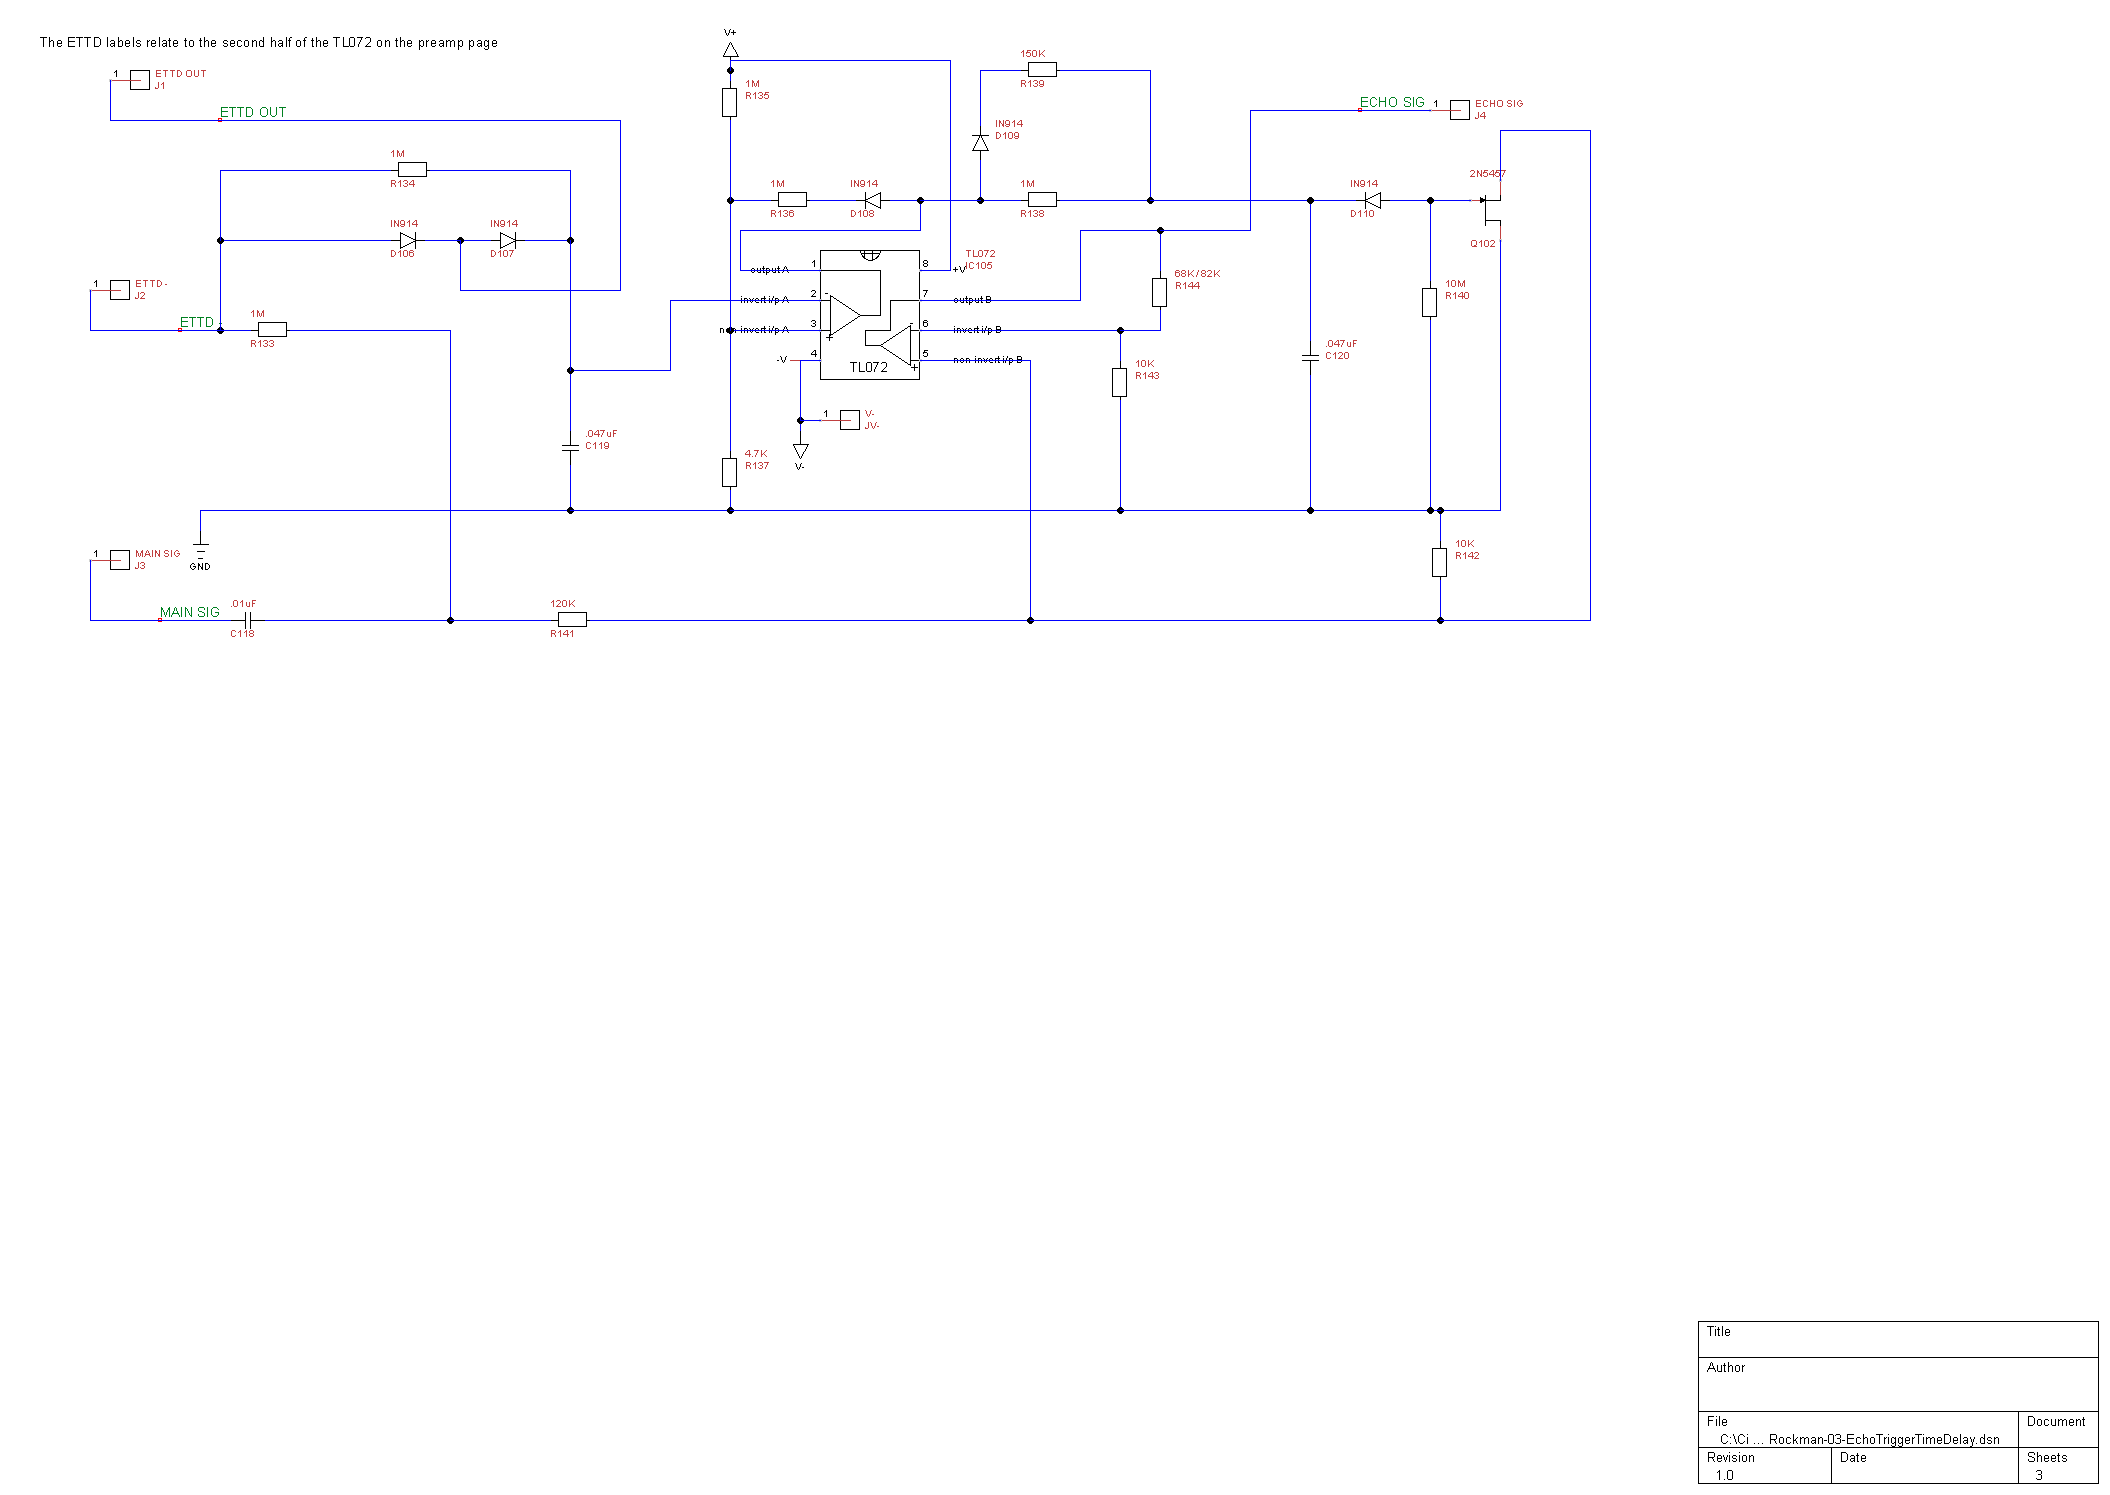 The ETTD labels relate to the second half of the TL072 on the preamp page
1
ETTD OUT
J1
ETTD OUT
1M
R134
IN914
D106
IN914
D107
1
ETTD-
J2
ETTD
1M
R133
.047uF
C119
GND
1
MAIN SIG
J3
MAIN SIG
.01uF
C118
120K
R141
V+
1M
R135
1M
R136
IN914
D108
IN914
D109
150K
R139
1M
R138
TL072
IC105
1
output A
2
invert i/p A
3
non invert i/p A
4
-V
8
+V
7
output B
6
invert i/p B
5
non invert i/p B
-
+
-
+
TL072
1
V-
JV-
V-
4.7K
R137
68K/82K
R144
10K
R143
ECHO SIG
1
ECHO SIG
J4
2N5457
Q102
IN914
D110
10M
R140
.047uF
C120
10K
R142
Title
Author
File
C:\Ci ... Rockman-03-EchoTriggerTimeDelay.dsn
Document
Revision
1.0
Date
Sheets
3